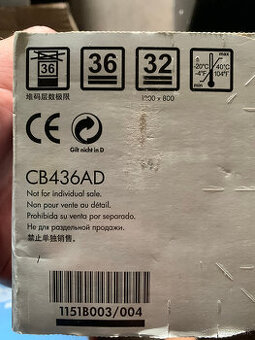 36 36 32 max
-20°C 40°C
-4°F 104°F
min
堆码层数极限 1200 x 800
CE
Gilt nicht in D
CB436AD
Not for individual sale.
Non pour vente au détail.
Prohibida su venta por separado.
Не для раздельной продажи.
禁止单独销售.
1151B003/004